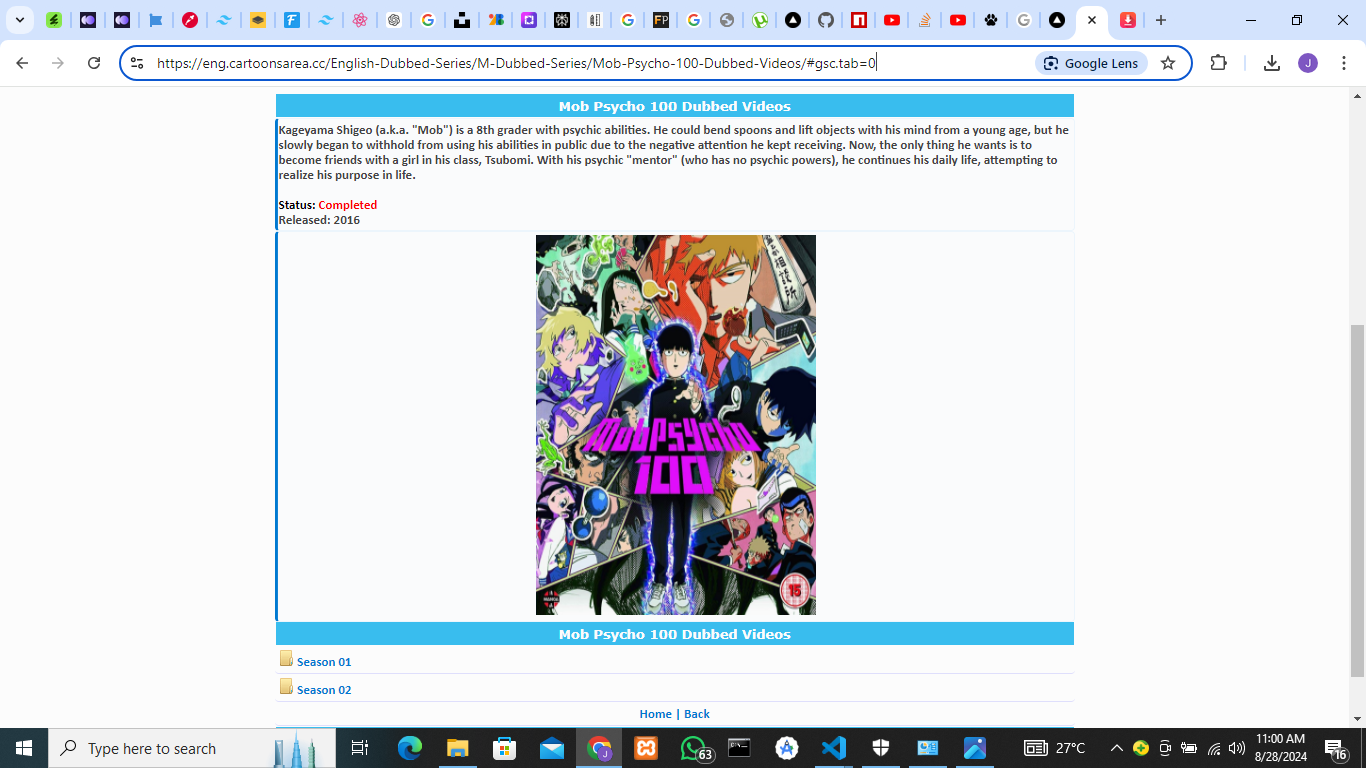 https://eng.cartoonsarea.cc/English-Dubbed-Series/M-Dubbed-Series/Mob-Psycho-100-Dubbed-Videos/#gsc.tab=0
Google Lens
J
Mob Psycho 100 Dubbed Videos
Kageyama Shigeo (a.k.a. "Mob") is a 8th grader with psychic abilities. He could bend spoons and lift objects with his mind from a young age, but he
slowly began to withhold from using his abilities in public due to the negative attention he kept receiving. Now, the only thing he wants is to
become friends with a girl in his class, Tsubomi. With his psychic "mentor" (who has no psychic powers), he continues his daily life, attempting to
realize his purpose in life.
Status: Completed
Released: 2016
MobPsycho
100
15
MANGA
Mob Psycho 100 Dubbed Videos
Season 01
Season 02
Home | Back
Type here to search
63
27°C
11:00 AM
8/28/2024
16